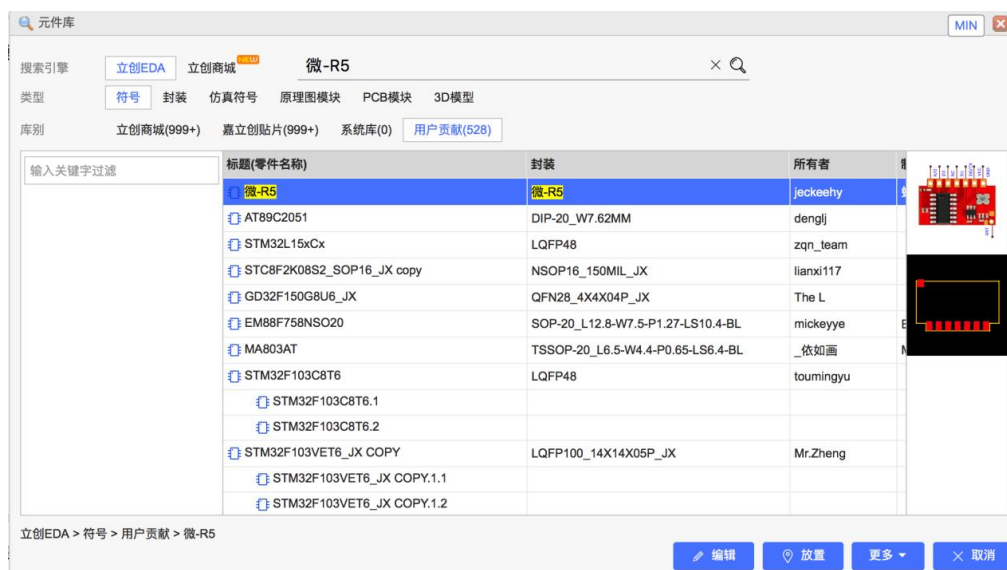 元件库
MIN
搜索引擎 立创EDA 立创商城 NEW 微-R5
类型 符号 封装 仿真符号 原理图模块 PCB模块 3D模型
库别 立创商城(999+) 嘉立创贴片(999+) 系统库(0) 用户贡献(528)
输入关键字过滤
标题(零件名称) 封装 所有者
微-R5 微-R5 jeckeehy
AT89C2051 DIP-20_W7.62MM denglj
STM32L15xCx LQFP48 zqn_team
STC8F2K08S2_SOP16_JX copy NSOP16_150MIL_JX lianxi117
GD32F150G8U6_JX QFN28_4X4X04P_JX The L
EM88F758NSO20 SOP-20_L12.8-W7.5-P1.27-LS10.4-BL mickeyye
MA803AT TSSOP-20_L6.5-W4.4-P0.65-LS6.4-BL _依如画
STM32F103C8T6 LQFP48 toumingyu
STM32F103C8T6.1
STM32F103C8T6.2
STM32F103VET6_JX COPY LQFP100_14X14X05P_JX Mr.Zheng
STM32F103VET6_JX COPY.1.1
STM32F103VET6_JX COPY.1.2
立创EDA > 符号 > 用户贡献 > 微-R5
编辑 放置 更多 取消